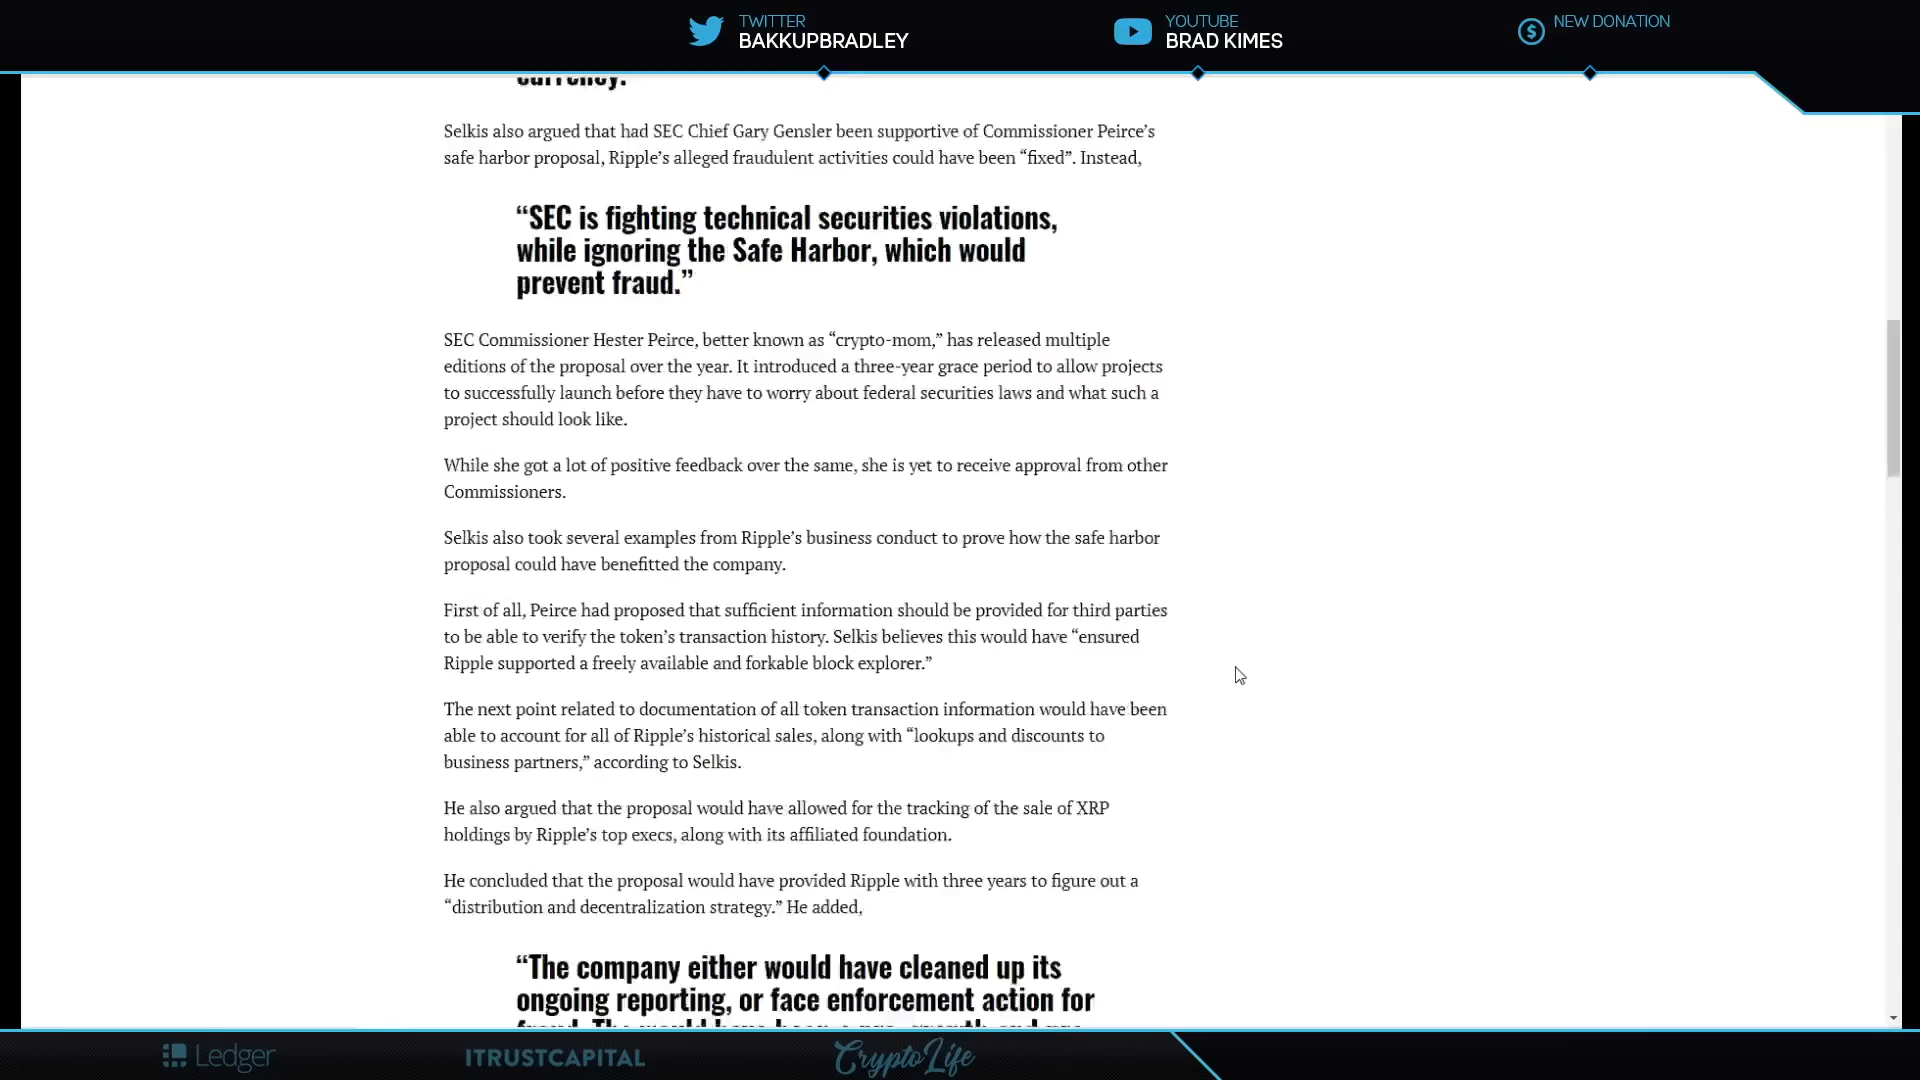 TWITTER
BAKKUPBRADLEY
YOUTUBE
BRAD KIMES
NEW DONATION
currency.
Selkis also argued that had SEC Chief Gary Gensler been supportive of Commissioner Peirce’s
safe harbor proposal, Ripple’s alleged fraudulent activities could have been “fixed”. Instead,
“SEC is fighting technical securities violations,
while ignoring the Safe Harbor, which would
prevent fraud.”
SEC Commissioner Hester Peirce, better known as “crypto-mom,” has released multiple
editions of the proposal over the year. It introduced a three-year grace period to allow projects
to successfully launch before they have to worry about federal securities laws and what such a
project should look like.
While she got a lot of positive feedback over the same, she is yet to receive approval from other
Commissioners.
Selkis also took several examples from Ripple’s business conduct to prove how the safe harbor
proposal could have benefitted the company.
First of all, Peirce had proposed that sufficient information should be provided for third parties
to be able to verify the token’s transaction history. Selkis believes this would have “ensured
Ripple supported a freely available and forkable block explorer.”
The next point related to documentation of all token transaction information would have been
able to account for all of Ripple’s historical sales, along with “lookups and discounts to
business partners,” according to Selkis.
He also argued that the proposal would have allowed for the tracking of the sale of XRP
holdings by Ripple’s top execs, along with its affiliated foundation.
He concluded that the proposal would have provided Ripple with three years to figure out a
“distribution and decentralization strategy.” He added,
“The company either would have cleaned up its
ongoing reporting, or face enforcement action for
Ledger
ITRUSTCAPITAL
CryptoLife